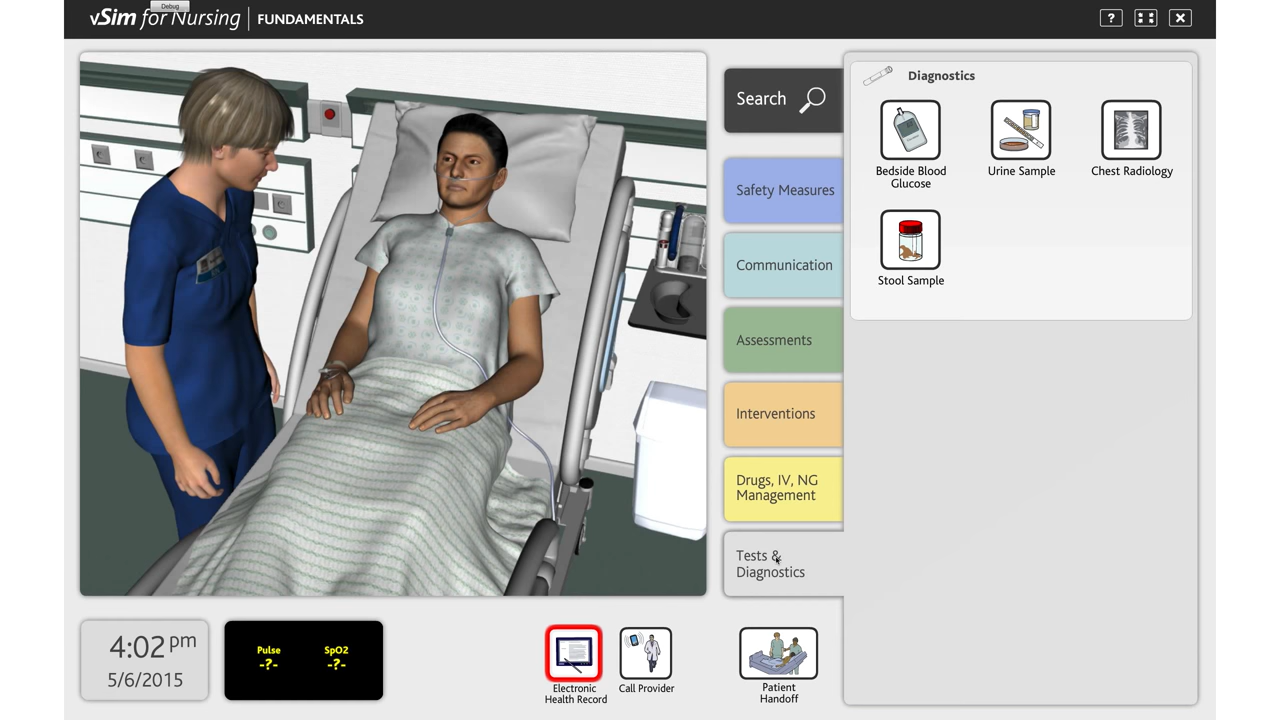 Debug
vSim for Nursing | FUNDAMENTALS
?
Search
Safety Measures
Communication
Assessments
Interventions
Drugs, IV, NG
Management
Tests &
Diagnostics
Diagnostics
Bedside Blood
Glucose
Urine Sample
Chest Radiology
Stool Sample
4:02 pm
5/6/2015
Pulse
-?-
SpO2
-?-
Electronic
Health Record
Call Provider
Patient
Handoff